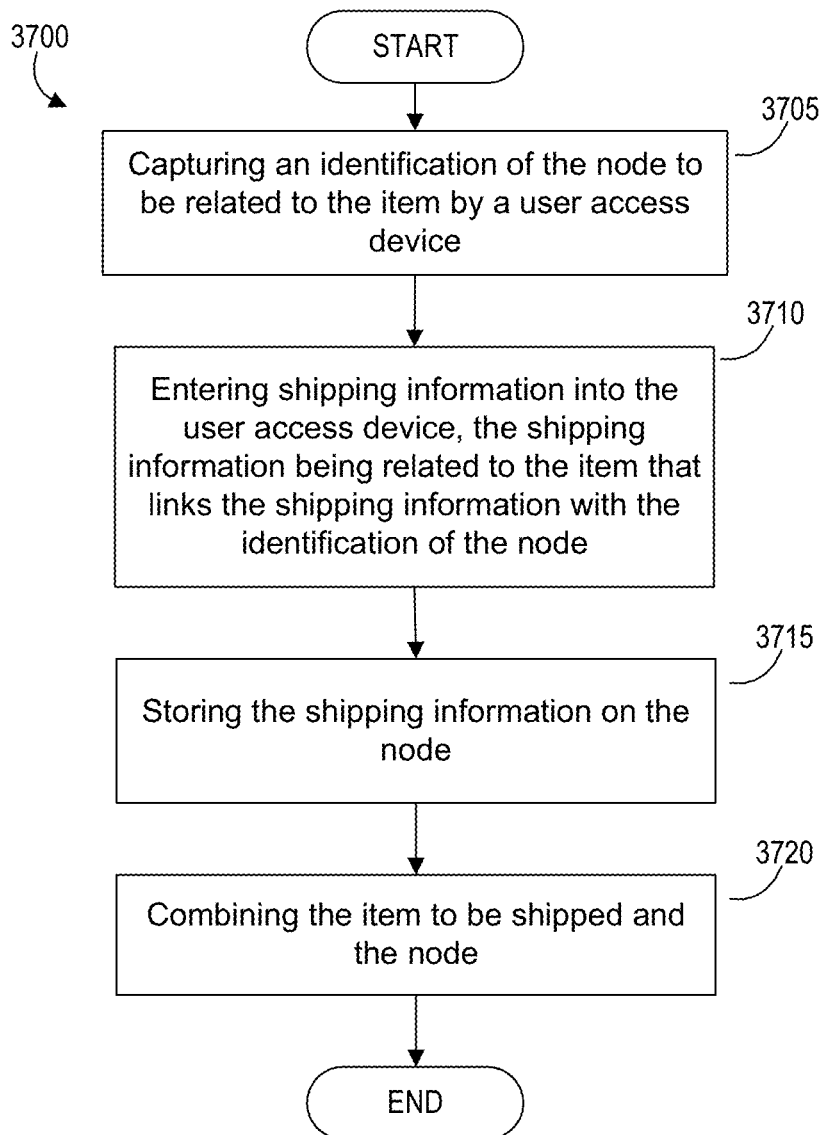 3700
START
3705
Capturing an identification of the node to
be related to the item by a user access
device
3710
Entering shipping information into the
user access device, the shipping
information being related to the item that
links the shipping information with the
identification of the node
3715
Storing the shipping information on the
node
3720
Combining the item to be shipped and
the node
END